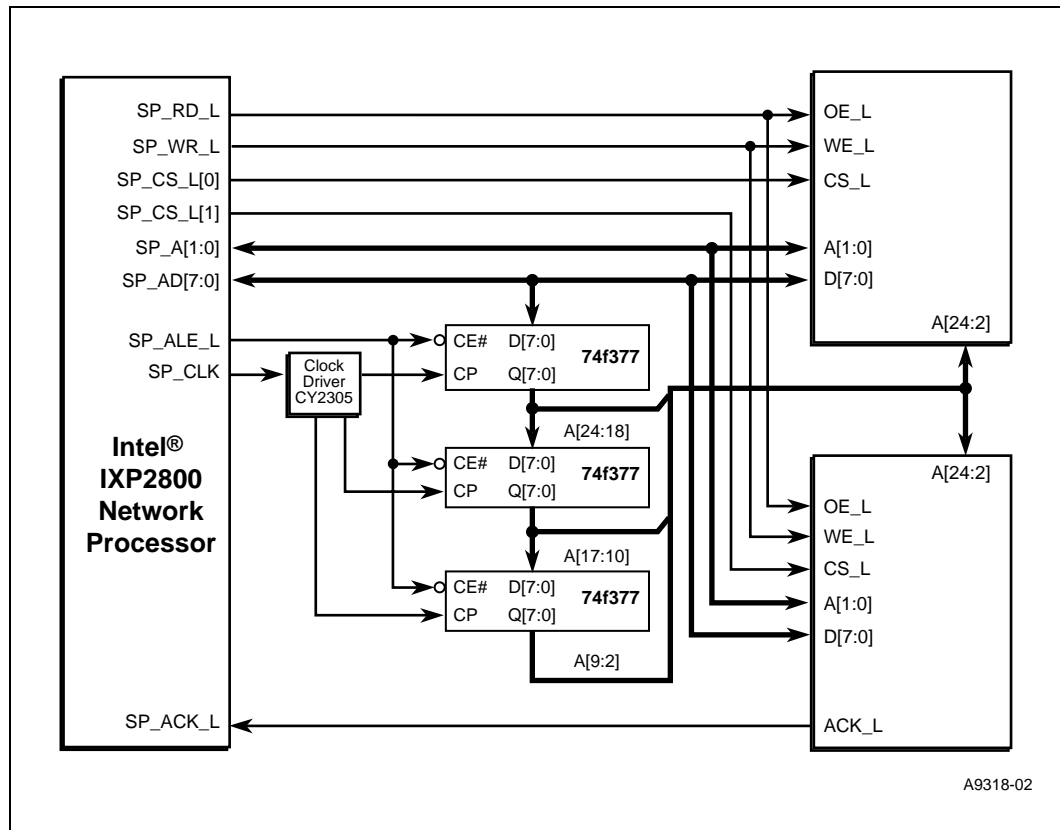 SP_RD_L
SP_WR_L
SP_CS_L[0]
SP_CS_L[1]
SP_A[1:0]
SP_AD[7:0]
SP_ALE_L
SP_CLK
Intel®
IXP2800
Network
Processor
SP_ACK_L
Clock
Driver
CY2305
CE# D[7:0]
74f377
CP Q[7:0]
A[24:18]
CE# D[7:0]
74f377
CP Q[7:0]
A[17:10]
CE# D[7:0]
74f377
CP Q[7:0]
A[9:2]
OE_L
WE_L
CS_L
A[1:0]
D[7:0]
A[24:2]
A[24:2]
OE_L
WE_L
CS_L
A[1:0]
D[7:0]
ACK_L
A9318-02